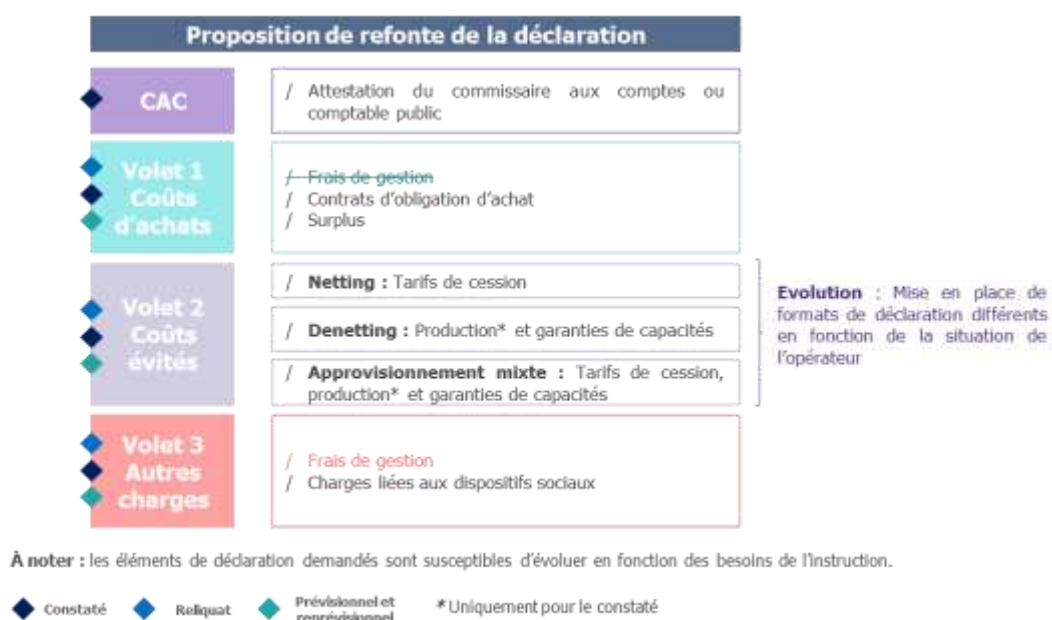 Proposition de refonte de la déclaration
CAC
/ Attestation du commissaire aux comptes ou
comptable public
Volet 1
Coûts
d'achats
/ Frais de gestion
/ Contrats d'obligation d'achat
/ Surplus
Volet 2
Coûts
évités
/ Netting : Tarifs de cession
/ Denetting : Production* et garanties de capacités
/ Approvisionnement mixte : Tarifs de cession,
production* et garanties de capacités
Evolution : Mise en place de
formats de déclaration différents
en fonction de la situation de
l'opérateur
Volet 3
Autres
charges
/ Frais de gestion
/ Charges liées aux dispositifs sociaux
À noter : les éléments de déclaration demandés sont susceptibles d'évoluer en fonction des besoins de l'instruction.
Constaté
Reliquat
Prévisionnel et
reprévisionnel
* Uniquement pour le constaté